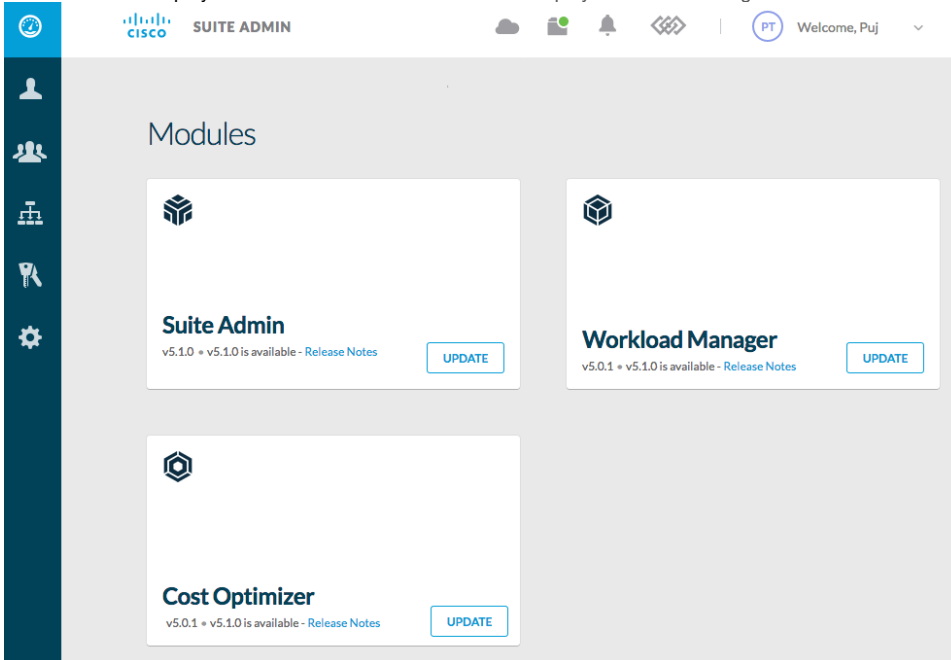 CISCO SUITE ADMIN PT Welcome, Puj
Modules
Suite Admin
v5.1.0 • v5.1.0 is available - Release Notes UPDATE
Workload Manager
v5.0.1 • v5.1.0 is available - Release Notes UPDATE
Cost Optimizer
v5.0.1 • v5.1.0 is available - Release Notes UPDATE